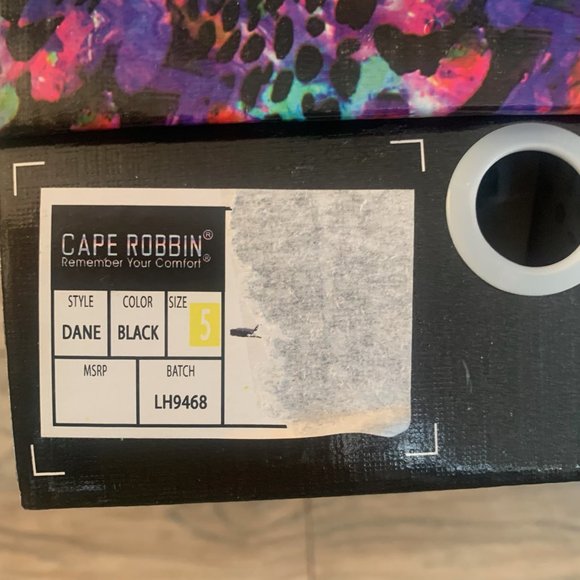 CAPE ROBBIN®
Remember Your Comfort®
STYLE COLOR SIZE
DANE BLACK 5
MSRP BATCH
LH9468